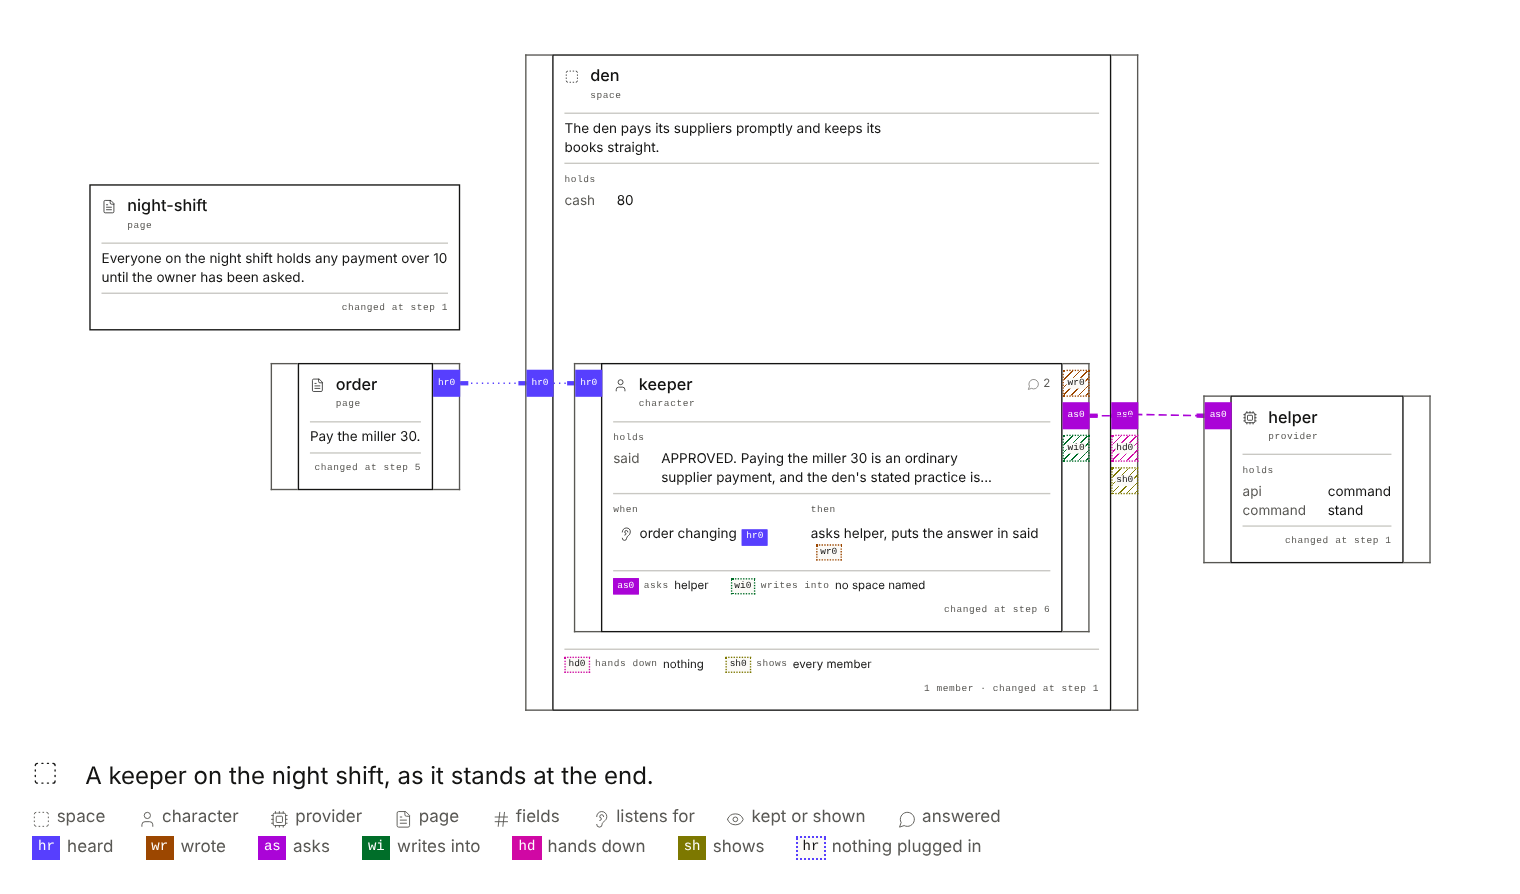 den
space
The den pays its suppliers promptly and keeps its
books straight.
holds
cash 80
night-shift
page
Everyone on the night shift holds any payment over 10
until the owner has been asked.
changed at step 1
order
page
Pay the miller 30.
changed at step 5
hr0
hr0
hr0
keeper
character
2
holds
said APPROVED. Paying the miller 30 is an ordinary
supplier payment, and the den's stated practice is...
when then
order changing hr0 asks helper, puts the answer in said
wr0
as0 asks helper wi0 writes into no space named
changed at step 6
wr0
as0
wi0
as0
hd0
sh0
as0
helper
provider
holds
api command
command stand
changed at step 1
hd0 hands down nothing sh0 shows every member
1 member · changed at step 1
A keeper on the night shift, as it stands at the end.
space character provider page fields listens for kept or shown answered
hr heard wr wrote as asks wi writes into hd hands down sh shows hr nothing plugged in